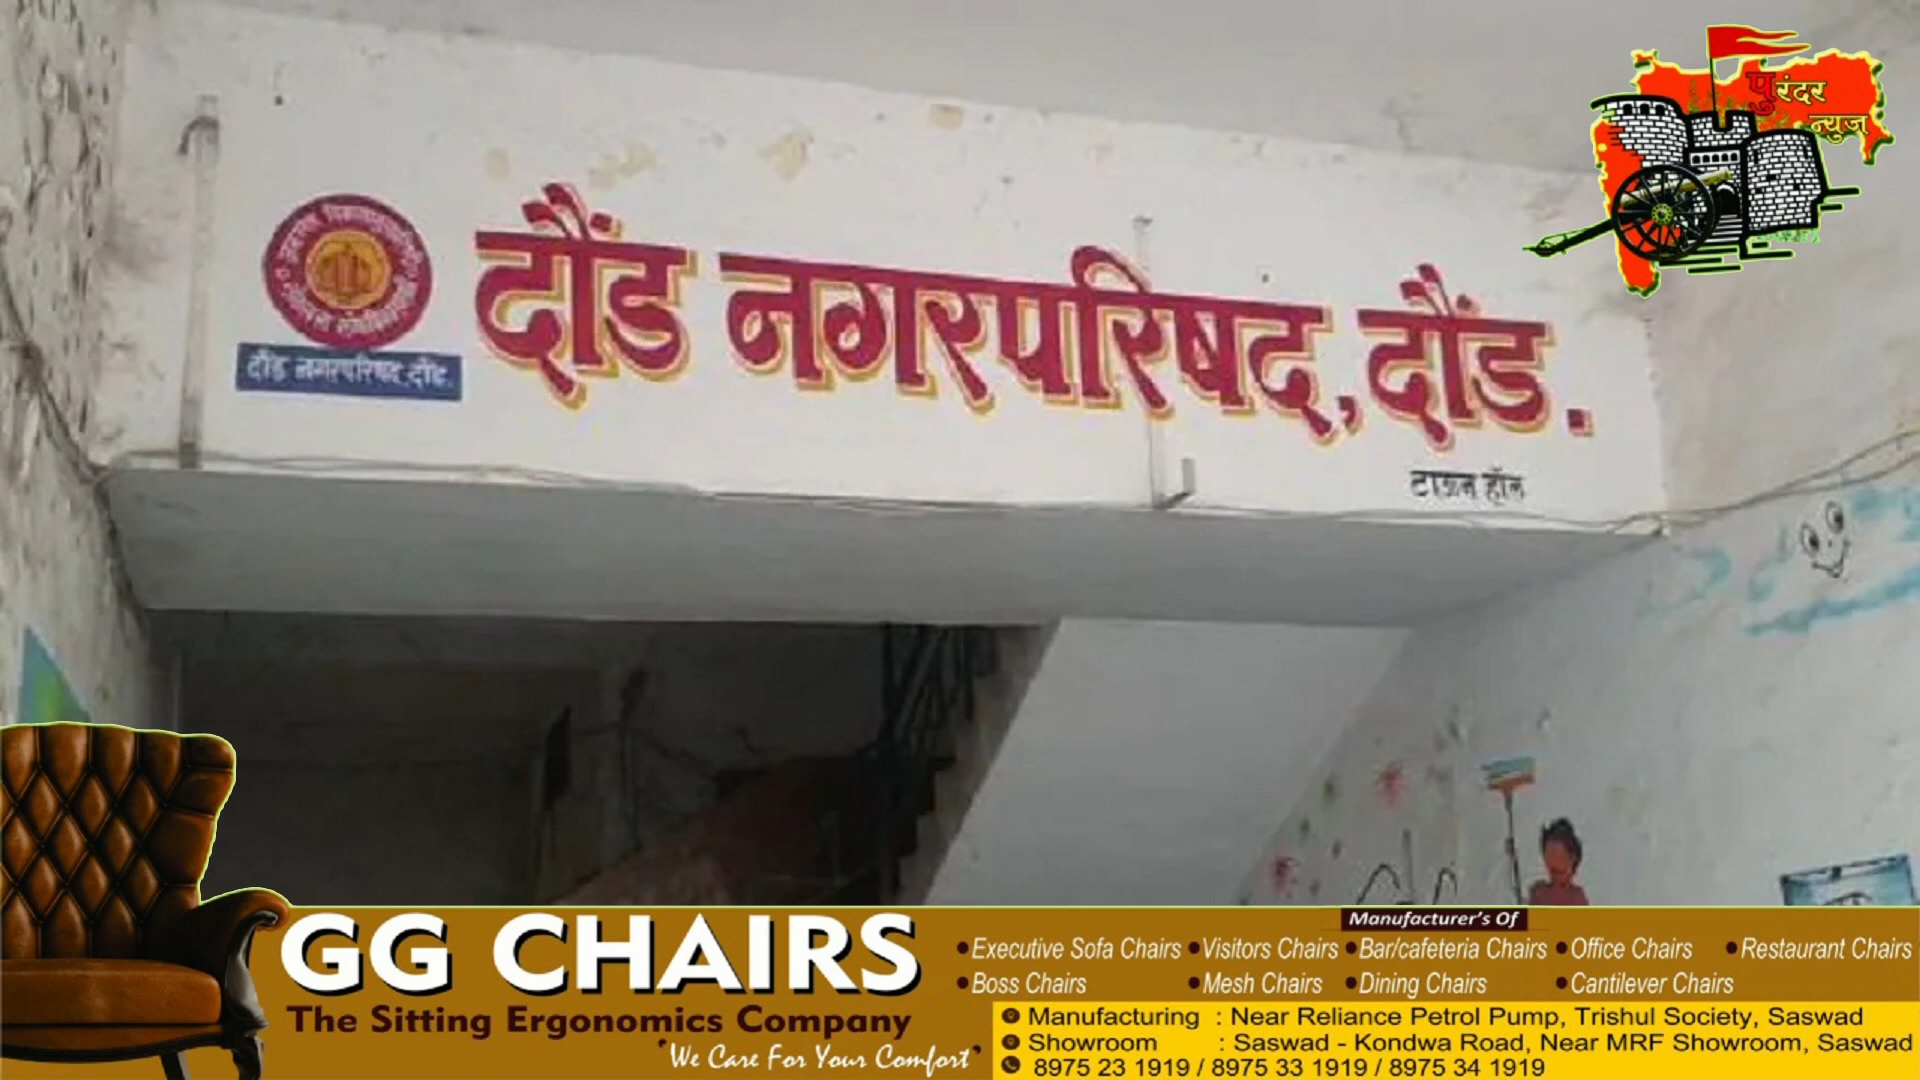 पुरंदर
न्युज
दौंड नगरपरिषद, दौंड.
दौंड नगरपरिषद, दौंड.
टाऊन हॉल
GG CHAIRS
The Sitting Ergonomics Company
"We Care For Your Comfort"
Manufacturer's Of
•Executive Sofa Chairs •Visitors Chairs •Bar/cafeteria Chairs •Office Chairs •Restaurant Chairs
•Boss Chairs •Mesh Chairs •Dining Chairs •Cantilever Chairs
Manufacturing : Near Reliance Petrol Pump, Trishul Society, Saswad
Showroom : Saswad - Kondwa Road, Near MRF Showroom, Saswad
8975 23 1919 / 8975 33 1919 / 8975 34 1919